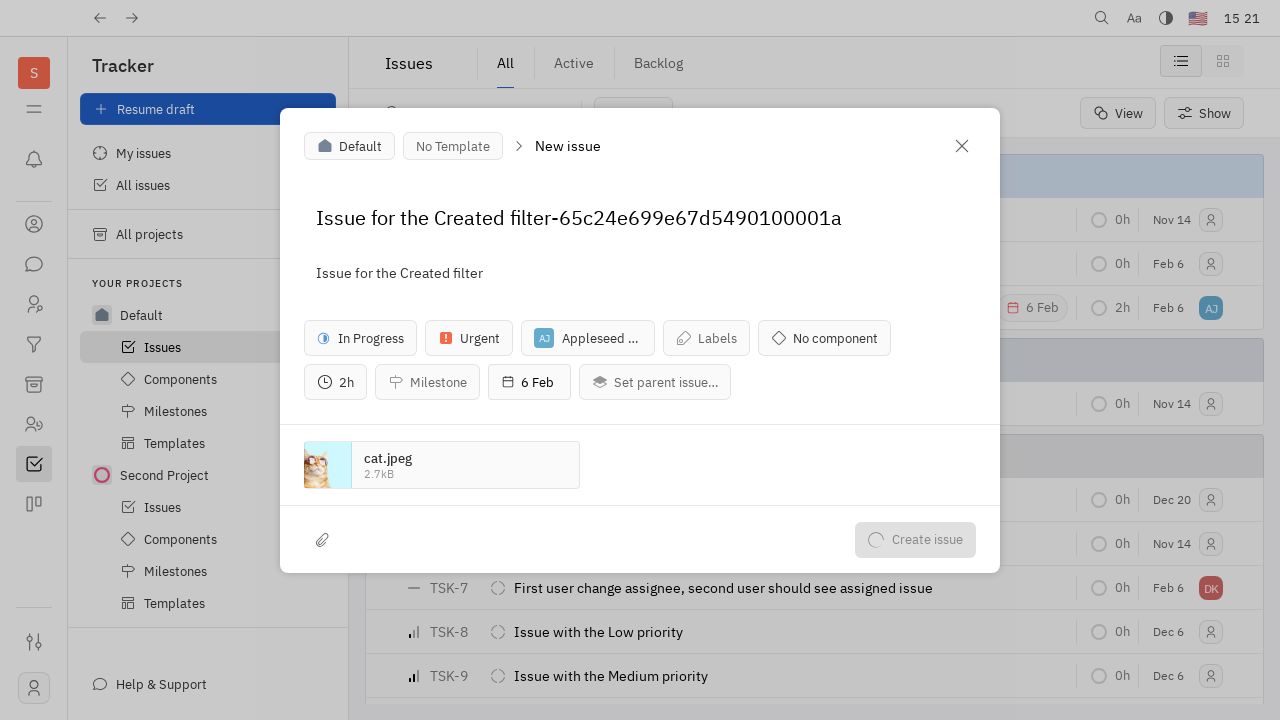 Aa
15 21
S
Tracker
Issues
All
Active
Backlog
Resume draft
View
Show
My issues
All issues
All projects
YOUR PROJECTS
Default
Issues
Components
Milestones
Templates
Second Project
Issues
Components
Milestones
Templates
Help & Support
Default
No Template
New issue
Issue for the Created filter-65c24e699e67d5490100001a
Issue for the Created filter
In Progress
Urgent
AJ
Appleseed ...
Labels
No component
2h
Milestone
6 Feb
Set parent issue...
cat.jpeg
2.7kB
Create issue
0h
Nov 14
0h
Feb 6
6 Feb
2h
Feb 6
AJ
0h
Nov 14
0h
Dec 20
0h
Nov 14
TSK-7
First user change assignee, second user should see assigned issue
0h
Feb 6
DK
TSK-8
Issue with the Low priority
0h
Dec 6
TSK-9
Issue with the Medium priority
0h
Dec 6